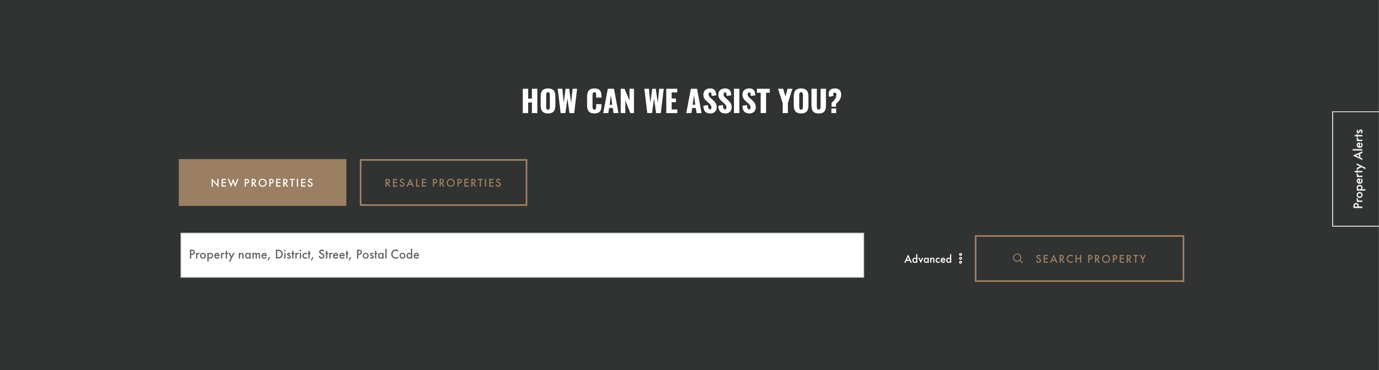 HOW CAN WE ASSIST YOU?
NEW PROPERTIES
RESALE PROPERTIES
Property name, District, Street, Postal Code
Advanced
SEARCH PROPERTY
Property Alerts